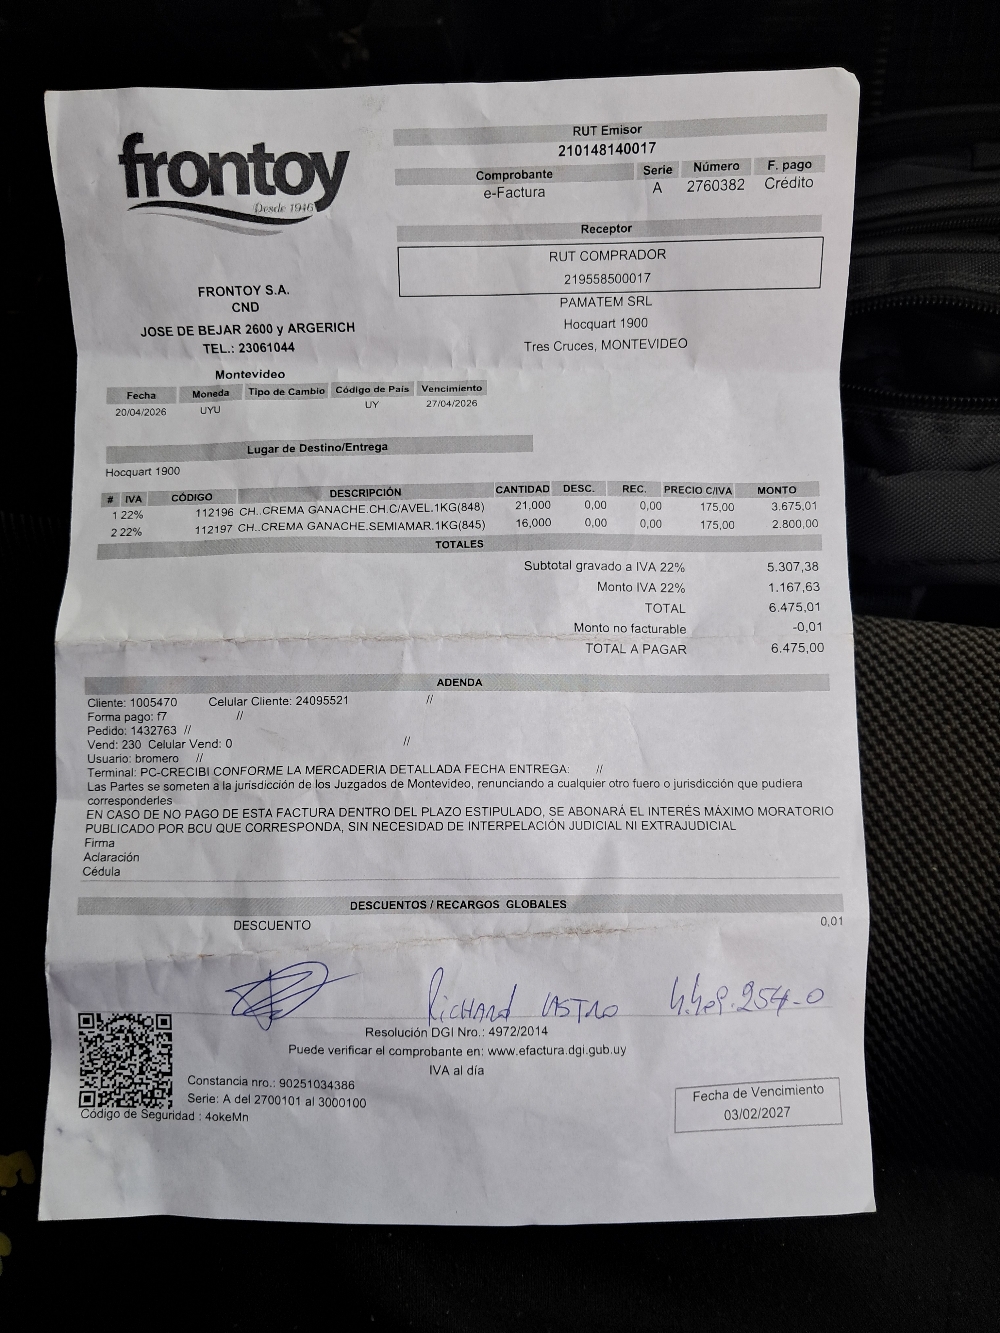 frontoy
Desde 1946
RUT Emisor
210148140017
Comprobante Serie Número F. pago
e-Factura A 2760382 Crédito
Receptor
RUT COMPRADOR
219558500017
PAMATEM SRL
Hocquart 1900
Tres Cruces, MONTEVIDEO
FRONTOY S.A.
CND
JOSE DE BEJAR 2600 y ARGERICH
TEL.: 23061044
Montevideo
Fecha Moneda Tipo de Cambio Código de País Vencimiento
20/04/2026 UYU UY 27/04/2026
Lugar de Destino/Entrega
Hocquart 1900
# IVA CÓDIGO DESCRIPCIÓN CANTIDAD DESC. REC. PRECIO C/IVA MONTO
1 22% 112196 CH..CREMA GANACHE.CH.C/AVEL.1KG(848) 21,000 0,00 0,00 175,00 3.675,01
2 22% 112197 CH..CREMA GANACHE.SEMIAMAR.1KG(845) 16,000 0,00 0,00 175,00 2.800,00
TOTALES
Subtotal gravado a IVA 22% 5.307,38
Monto IVA 22% 1.167,63
TOTAL 6.475,01
Monto no facturable -0,01
TOTAL A PAGAR 6.475,00
ADENDA
Cliente: 1005470 Celular Cliente: 24095521 //
Forma pago: f7 //
Pedido: 1432763 //
Vend: 230 Celular Vend: 0 //
Usuario: bromero //
Terminal: PC-CRECIBI CONFORME LA MERCADERIA DETALLADA FECHA ENTREGA: //
Las Partes se someten a la jurisdicción de los Juzgados de Montevideo, renunciando a cualquier otro fuero o jurisdicción que pudiera
corresponderles
EN CASO DE NO PAGO DE ESTA FACTURA DENTRO DEL PLAZO ESTIPULADO, SE ABONARÁ EL INTERÉS MÁXIMO MORATORIO
PUBLICADO POR BCU QUE CORRESPONDA, SIN NECESIDAD DE INTERPELACIÓN JUDICIAL NI EXTRAJUDICIAL
Firma
Aclaración
Cédula
DESCUENTOS / RECARGOS GLOBALES
DESCUENTO 0,01
RICHARD CASTRO 4.409.254-0
Resolución DGI Nro.: 4972/2014
Puede verificar el comprobante en: www.efactura.dgi.gub.uy
IVA al día
Constancia nro.: 90251034386
Serie: A del 2700101 al 3000100
Código de Seguridad : 4okeMn
Fecha de Vencimiento
03/02/2027